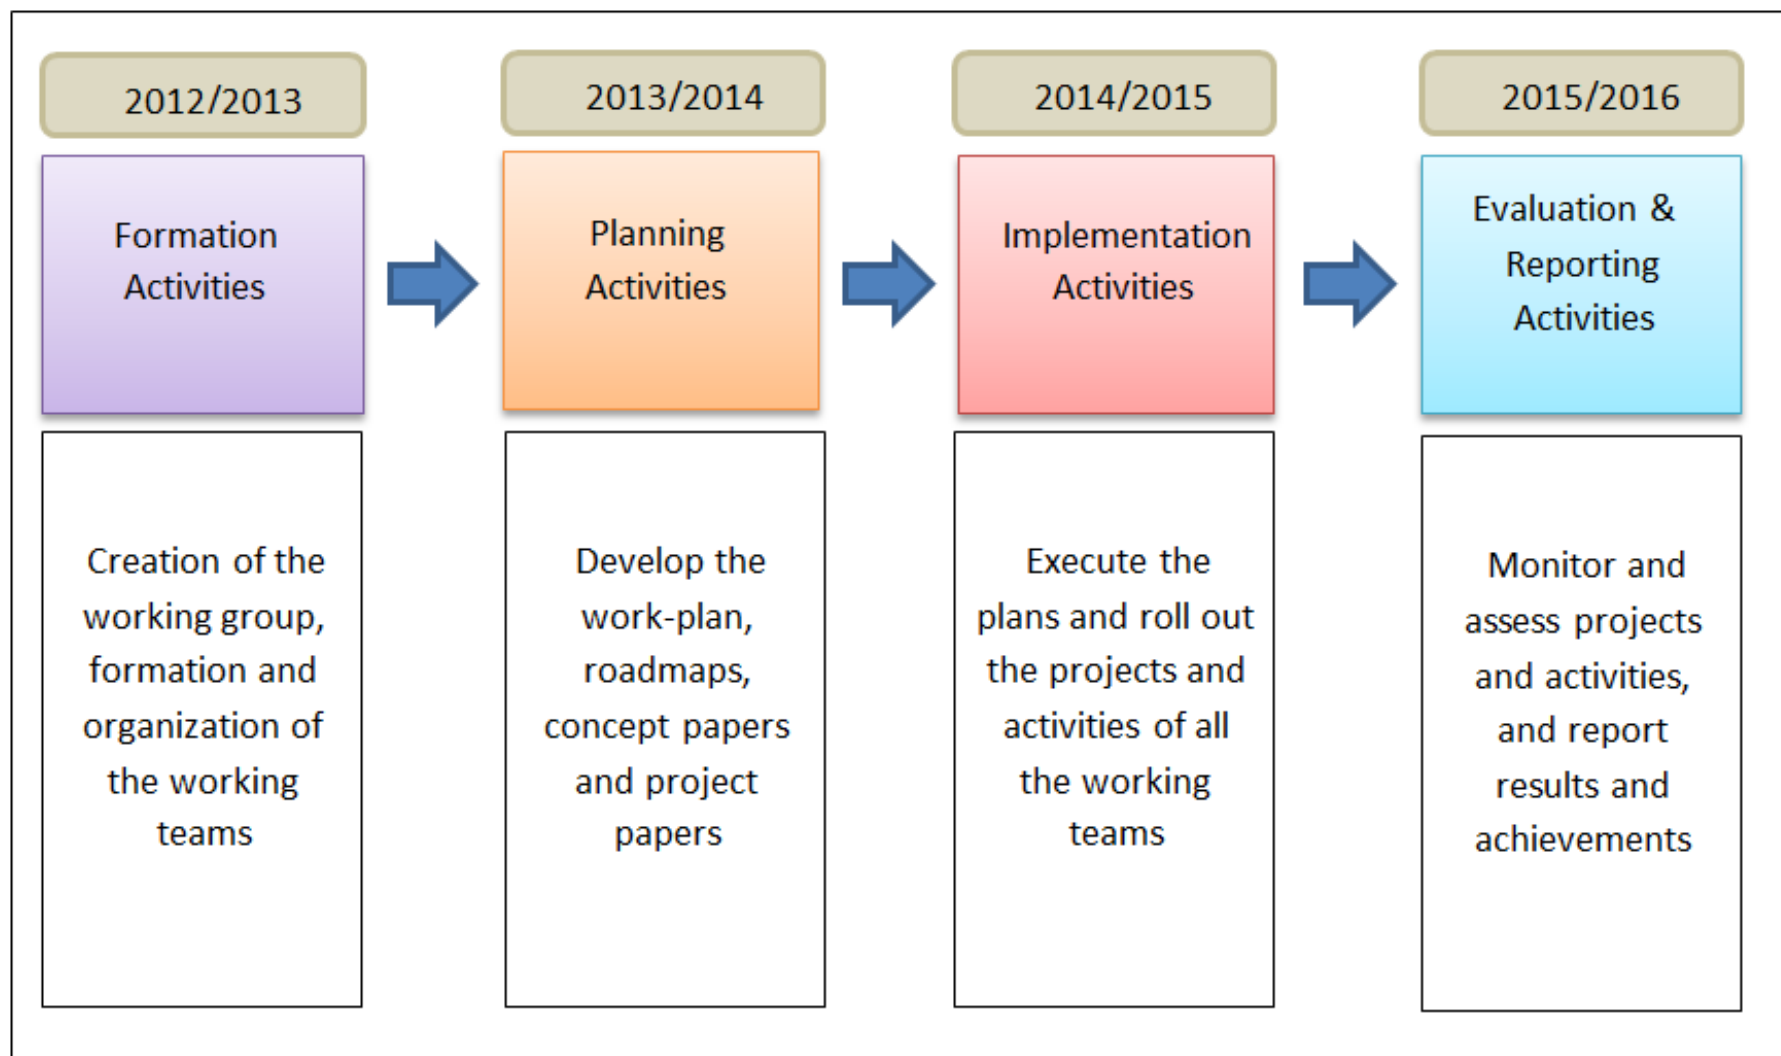 2012/2013
2013/2014
2014/2015
2015/2016
Formation
Activities
Planning
Activities
Implementation
Activities
Evaluation &
Reporting
Activities
Creation of the
working group,
formation and
organization of
the working
teams
Develop the
work-plan,
roadmaps,
concept papers
and project
papers
Execute the
plans and roll out
the projects and
activities of all
the working
teams
Monitor and
assess projects
and activities,
and report
results and
achievements